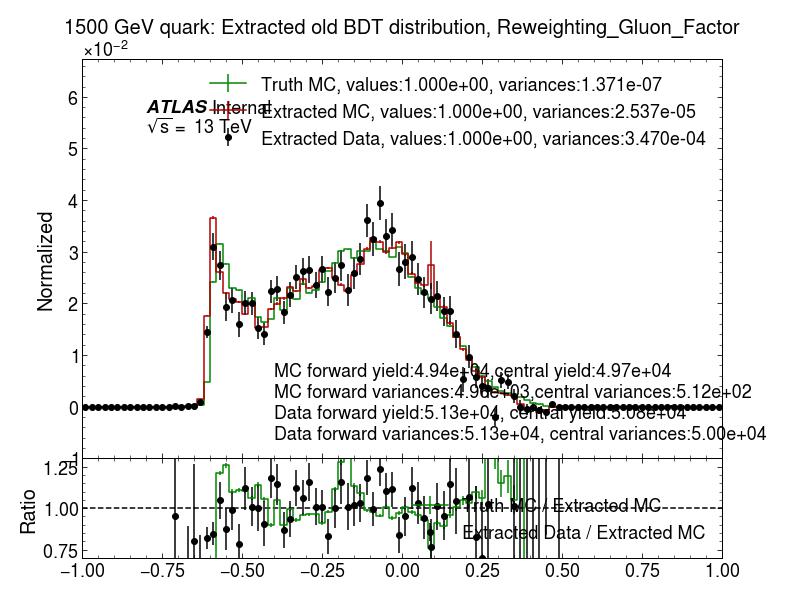 1500 GeV quark: Extracted old BDT distribution, Reweighting_Gluon_Factor
×10⁻²
Truth MC, values:1.000e+00, variances:1.371e-07
ATLAS Internal
Extracted MC, values:1.000e+00, variances:2.537e-05
√s = 13 TeV
Extracted Data, values:1.000e+00, variances:3.470e-04
Normalized
6
5
4
3
2
1
0
MC forward yield:4.94e+04, central yield:4.97e+04
MC forward variances:4.96e+03, central variances:5.12e+02
Data forward yield:5.13e+04, central yield:5.08e+04
Data forward variances:5.13e+04, central variances:5.00e+04
Ratio
1.25
1.00
0.75
Truth MC / Extracted MC
Extracted Data / Extracted MC
−1.00 −0.75 −0.50 −0.25 0.00 0.25 0.50 0.75 1.00